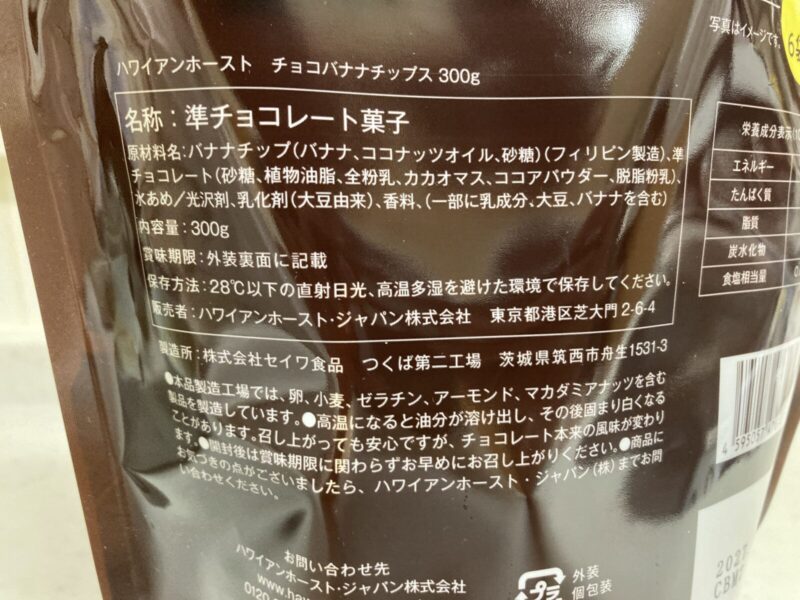 写真はイメージです。
ハワイアンホースト チョコバナナチップス 300g
名称：準チョコレート菓子
原材料名：バナナチップ（バナナ、ココナッツオイル、砂糖）（フィリピン製造）、準
チョコレート（砂糖、植物油脂、全粉乳、カカオマス、ココアパウダー、脱脂粉乳）、
水あめ／光沢剤、乳化剤（大豆由来）、香料、（一部に乳成分、大豆、バナナを含む）
内容量：300g
賞味期限：外装裏面に記載
保存方法：28℃以下の直射日光、高温多湿を避けた環境で保存してください。
販売者：ハワイアンホースト・ジャパン株式会社 東京都港区芝大門2-6-4
製造所：株式会社セイワ食品 つくば第二工場 茨城県筑西市舟生1531-3
●本品製造工場では、卵、小麦、ゼラチン、アーモンド、マカダミアナッツを含む
製品を製造しています。●高温になると油分が溶け出し、その後固まり白くなる
ことがあります。召し上がっても安心ですが、チョコレート本来の風味が変わり
ます。●開封後は賞味期限に関わらずお早めにお召し上がりください。●商品に
お気づきの点がございましたら、ハワイアンホースト・ジャパン（株）までお問
い合わせください。
お問い合わせ先
ハワイアンホースト・ジャパン株式会社
www.ha
0120
プラ
外装
個包装
栄養成分表示
エネルギー
たんぱく質
脂質
炭水化物
食塩相当量
2027
CBM